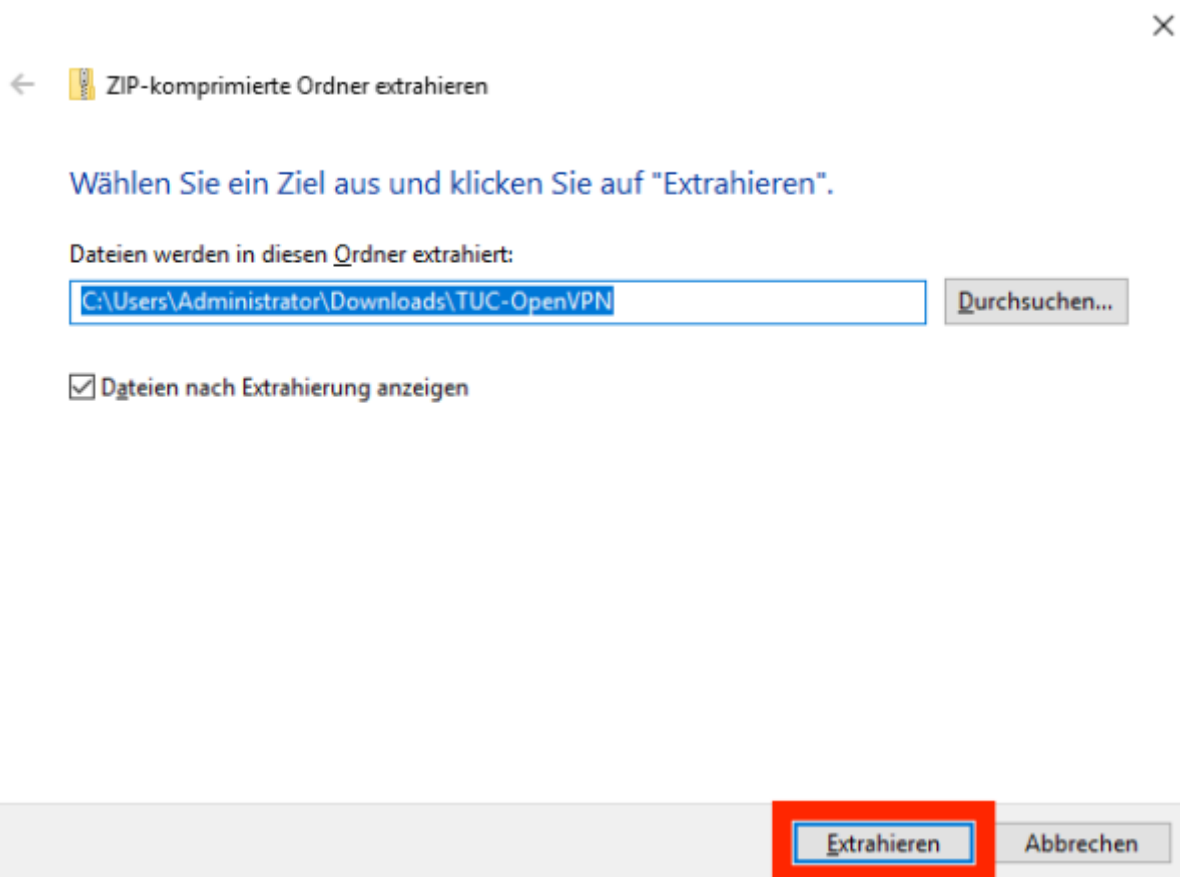 ZIP-komprimierte Ordner extrahieren
Wählen Sie ein Ziel aus und klicken Sie auf "Extrahieren".
Dateien werden in diesen Ordner extrahiert:
C:\Users\Administrator\Downloads\TUC-OpenVPN
Durchsuchen...
Dateien nach Extrahierung anzeigen
Extrahieren
Abbrechen